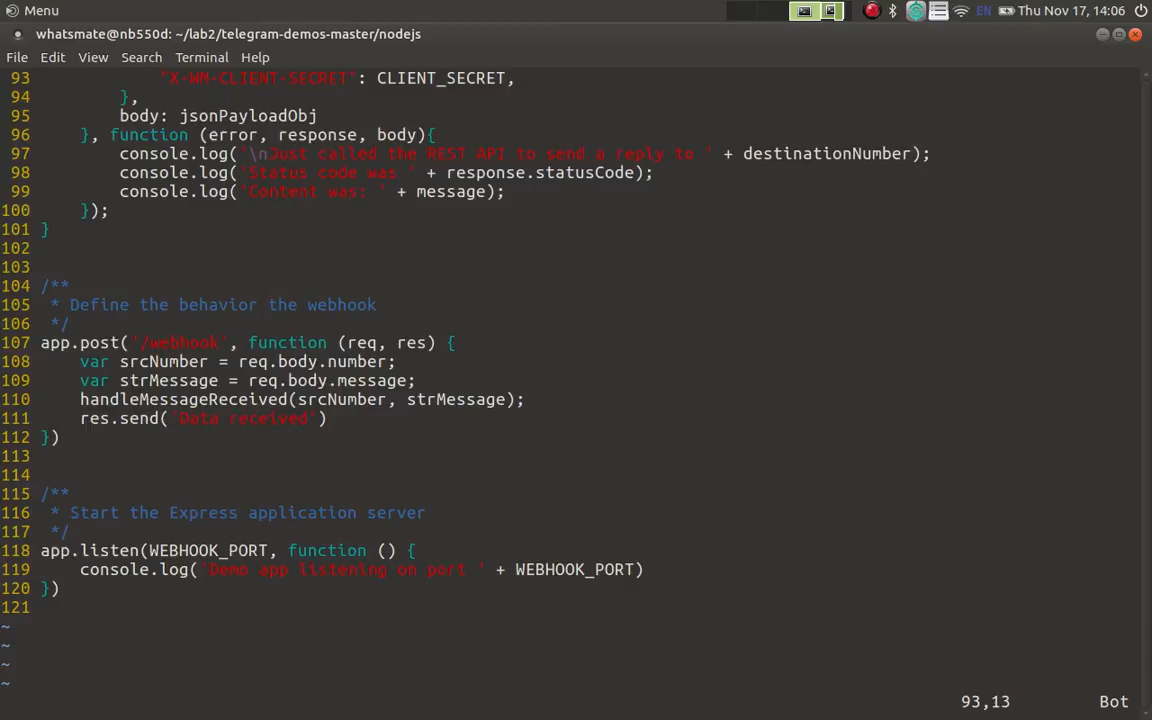 Menu EN Thu Nov 17, 14:06
whatsmate@nb550d: ~/lab2/telegram-demos-master/nodejs
File Edit View Search Terminal Help
93 "X-WM-CLIENT-SECRET": CLIENT_SECRET,
94 },
95 body: jsonPayloadObj
96 }, function (error, response, body){
97 console.log('\nJust called the REST API to send a reply to ' + destinationNumber);
98 console.log('Status code was ' + response.statusCode);
99 console.log('Content was: ' + message);
100 });
101 }
102
103
104 /**
105 * Define the behavior the webhook
106 */
107 app.post('/webhook', function (req, res) {
108 var srcNumber = req.body.number;
109 var strMessage = req.body.message;
110 handleMessageReceived(srcNumber, strMessage);
111 res.send('Data received')
112 })
113
114
115 /**
116 * Start the Express application server
117 */
118 app.listen(WEBHOOK_PORT, function () {
119 console.log('Demo app listening on port ' + WEBHOOK_PORT)
120 })
121
~
~
~
~
93,13 Bot